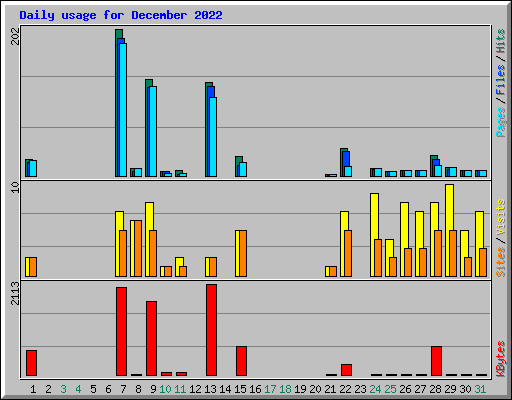 Daily usage for December 2022
202
Pages / Files / Hits
10
Sites / Visits
2113
KBytes
1 2 3 4 5 6 7 8 9 10 11 12 13 14 15 16 17 18 19 20 21 22 23 24 25 26 27 28 29 30 31